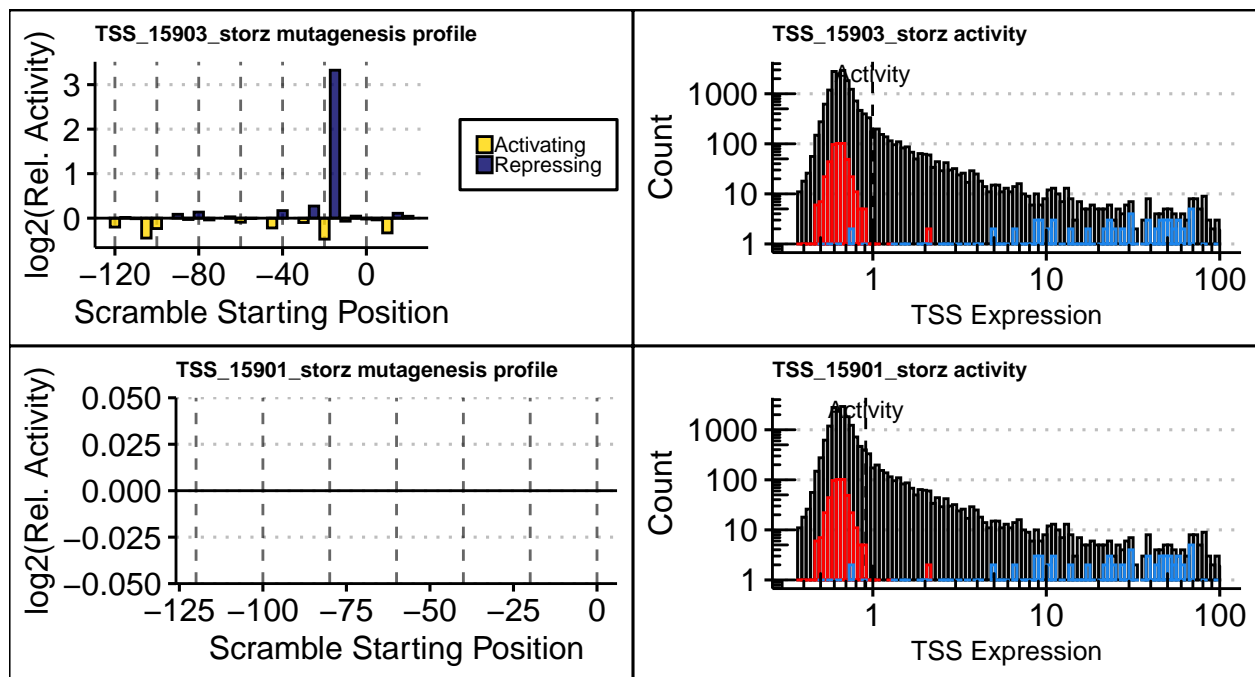 TSS_15903_storz mutagenesis profile
log2(Rel. Activity)
3
2
1
0
−120
−80
−40
0
Scramble Starting Position
Activating
Repressing
TSS_15903_storz activity
Activity
Count
1000
100
10
1
1
10
100
TSS Expression
TSS_15901_storz mutagenesis profile
log2(Rel. Activity)
0.050
0.025
0.000
−0.025
−0.050
−125
−100
−75
−50
−25
0
Scramble Starting Position
TSS_15901_storz activity
Activity
Count
1000
100
10
1
1
10
100
TSS Expression